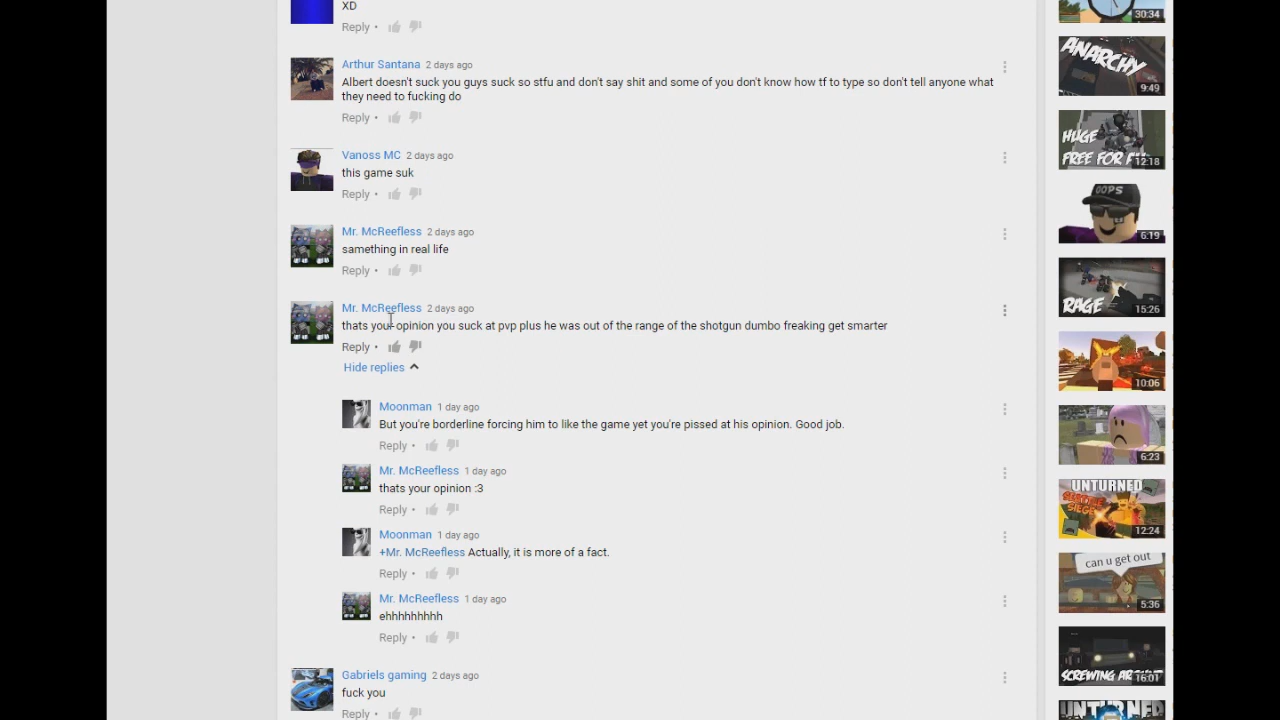 XD
Reply •
Arthur Santana 2 days ago
Albert doesn't suck you guys suck so stfu and don't say shit and some of you don't know how tf to type so don't tell anyone what
they need to fucking do
Reply •
Vanoss MC 2 days ago
this game suk
Reply •
Mr. McReefless 2 days ago
samething in real life
Reply •
Mr. McReefless 2 days ago
thats your opinion you suck at pvp plus he was out of the range of the shotgun dumbo freaking get smarter
Reply •
Hide replies
Moonman 1 day ago
But you're borderline forcing him to like the game yet you're pissed at his opinion. Good job.
Reply •
Mr. McReefless 1 day ago
thats your opinion :3
Reply •
Moonman 1 day ago
+Mr. McReefless Actually, it is more of a fact.
Reply •
Mr. McReefless 1 day ago
ehhhhhhhhh
Reply •
Gabriels gaming 2 days ago
fuck you
Reply •
30:34
ANARCHY
9:49
HUGE
FREE FOR
12:18
OOPS
6:19
RAGE
15:26
10:06
6:23
UNTURNED
SIEGE
12:24
can u get out
5:36
SCREWING
16:01
UNTURNED